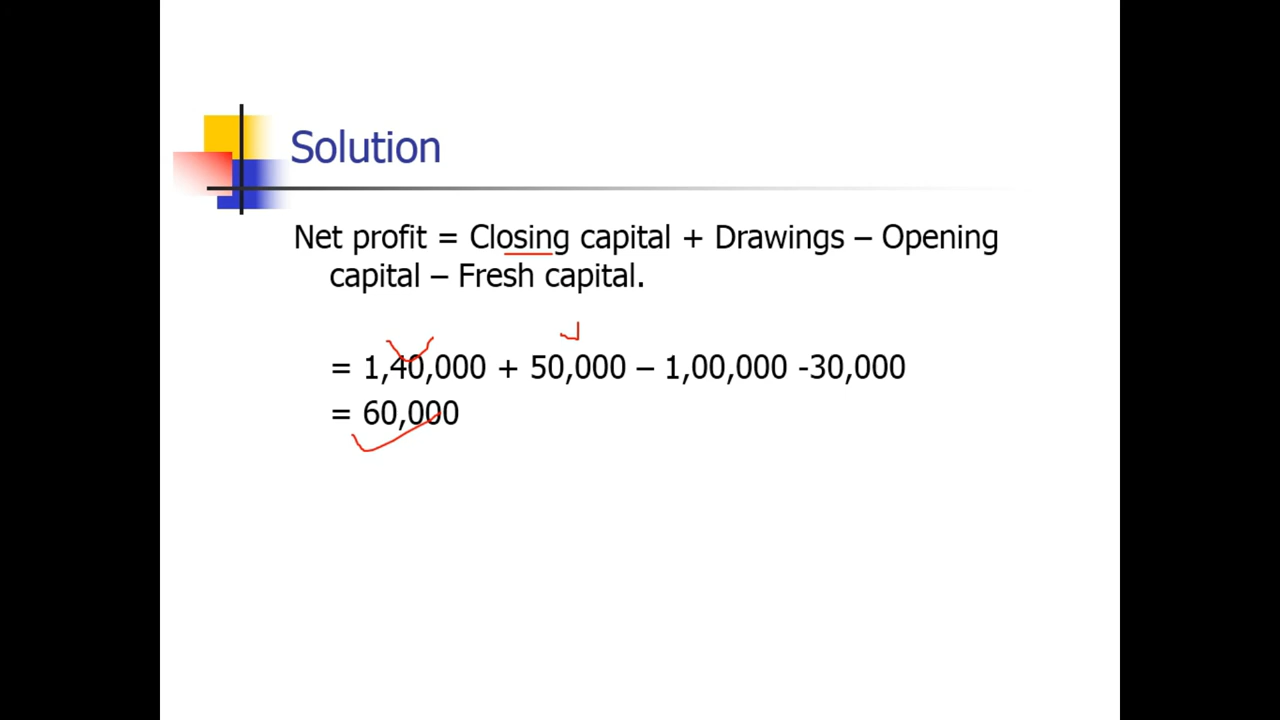 Solution
Net profit = Closing capital + Drawings – Opening
capital – Fresh capital.
= 1,40,000 + 50,000 – 1,00,000 -30,000
= 60,000